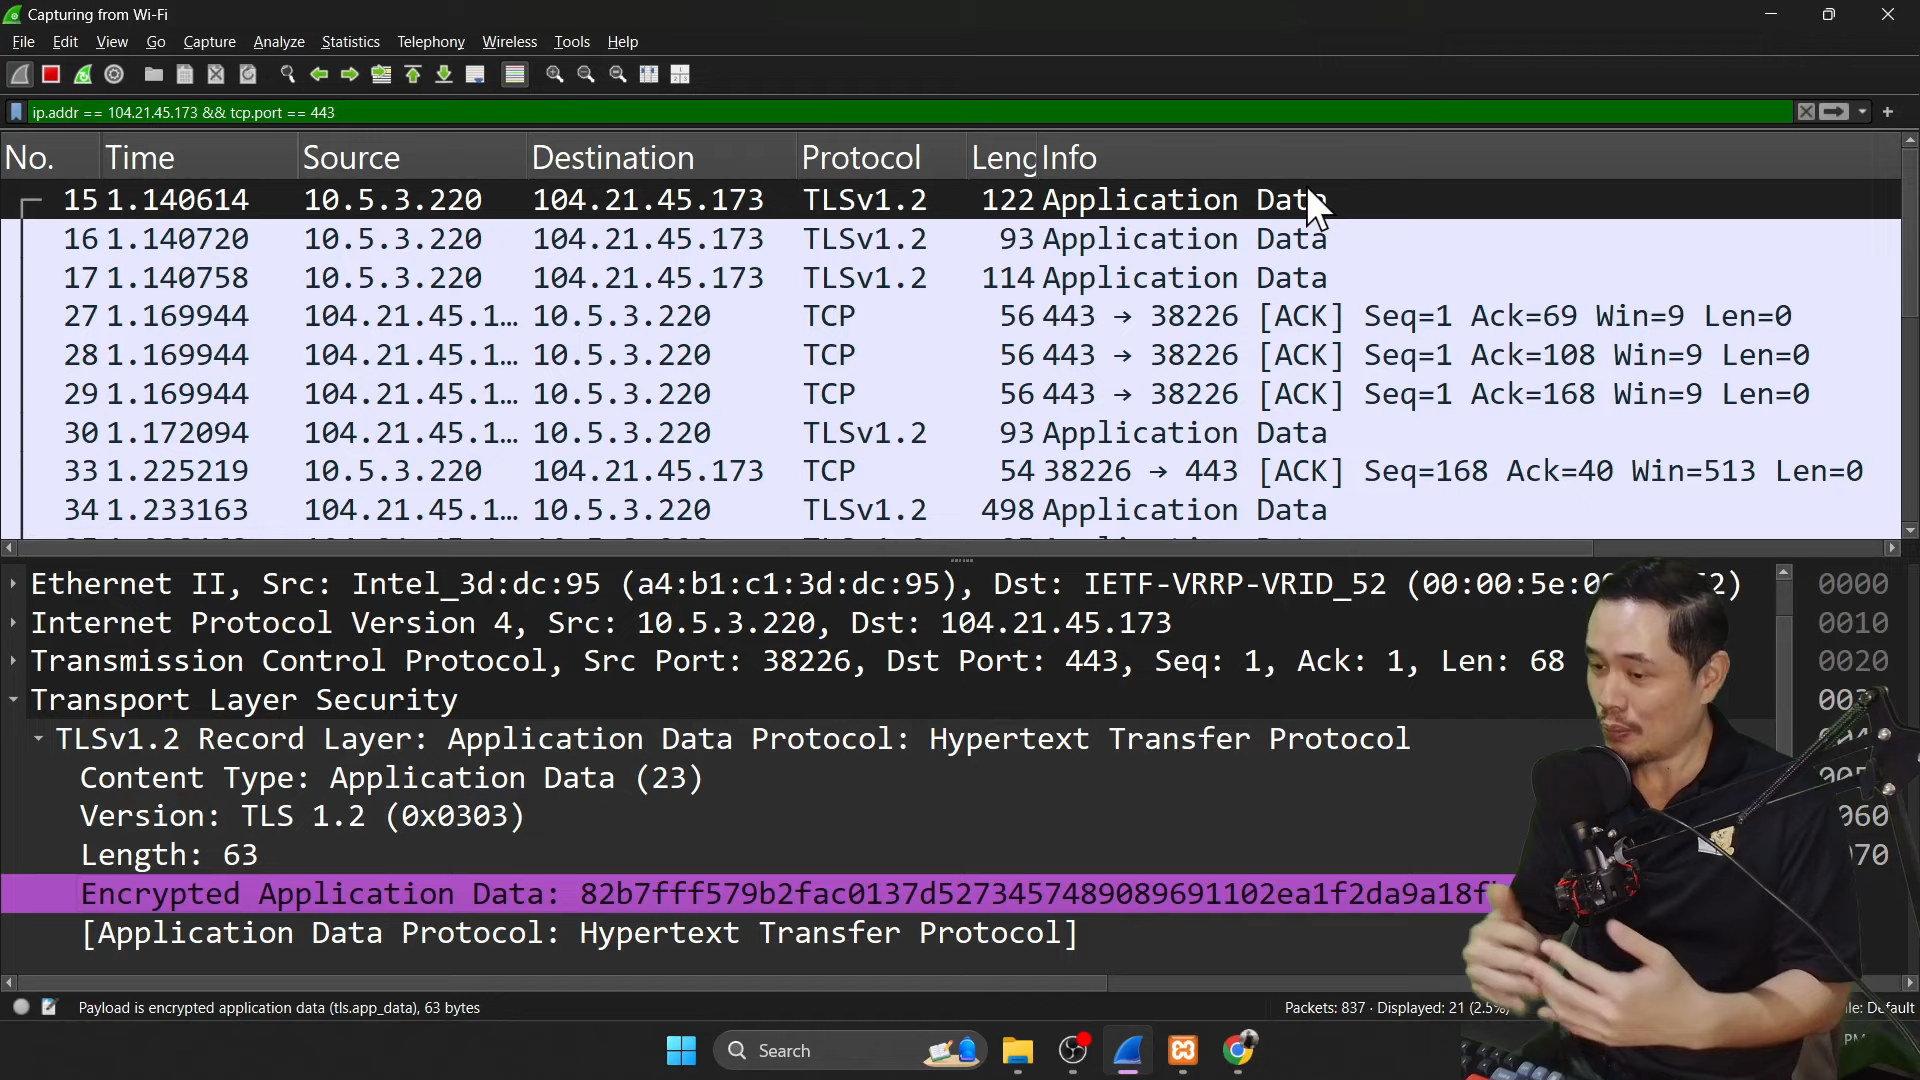 Capturing from Wi-Fi
File Edit View Go Capture Analyze Statistics Telephony Wireless Tools Help
ip.addr == 104.21.45.173 && tcp.port == 443
No. Time Source Destination Protocol Leng Info
15 1.140614 10.5.3.220 104.21.45.173 TLSv1.2 122 Application Data
16 1.140720 10.5.3.220 104.21.45.173 TLSv1.2 93 Application Data
17 1.140758 10.5.3.220 104.21.45.173 TLSv1.2 114 Application Data
27 1.169944 104.21.45.1… 10.5.3.220 TCP 56 443 → 38226 [ACK] Seq=1 Ack=69 Win=9 Len=0
28 1.169944 104.21.45.1… 10.5.3.220 TCP 56 443 → 38226 [ACK] Seq=1 Ack=108 Win=9 Len=0
29 1.169944 104.21.45.1… 10.5.3.220 TCP 56 443 → 38226 [ACK] Seq=1 Ack=168 Win=9 Len=0
30 1.172094 104.21.45.1… 10.5.3.220 TLSv1.2 93 Application Data
33 1.225219 10.5.3.220 104.21.45.173 TCP 54 38226 → 443 [ACK] Seq=168 Ack=40 Win=513 Len=0
34 1.233163 104.21.45.1… 10.5.3.220 TLSv1.2 498 Application Data
Ethernet II, Src: Intel_3d:dc:95 (a4:b1:c1:3d:dc:95), Dst: IETF-VRRP-VRID_52 (00:00:5e:0 2) 0000
Internet Protocol Version 4, Src: 10.5.3.220, Dst: 104.21.45.173 0010
Transmission Control Protocol, Src Port: 38226, Dst Port: 443, Seq: 1, Ack: 1, Len: 68 0020
Transport Layer Security
TLSv1.2 Record Layer: Application Data Protocol: Hypertext Transfer Protocol
Content Type: Application Data (23)
Version: TLS 1.2 (0x0303) 060
Length: 63 70
Encrypted Application Data: 82b7fff579b2fac0137d5273457489089691102ea1f2da9a18f
[Application Data Protocol: Hypertext Transfer Protocol]
Payload is encrypted application data (tls.app_data), 63 bytes Packets: 837 · Displayed: 21 (2.5% Default
Search PM